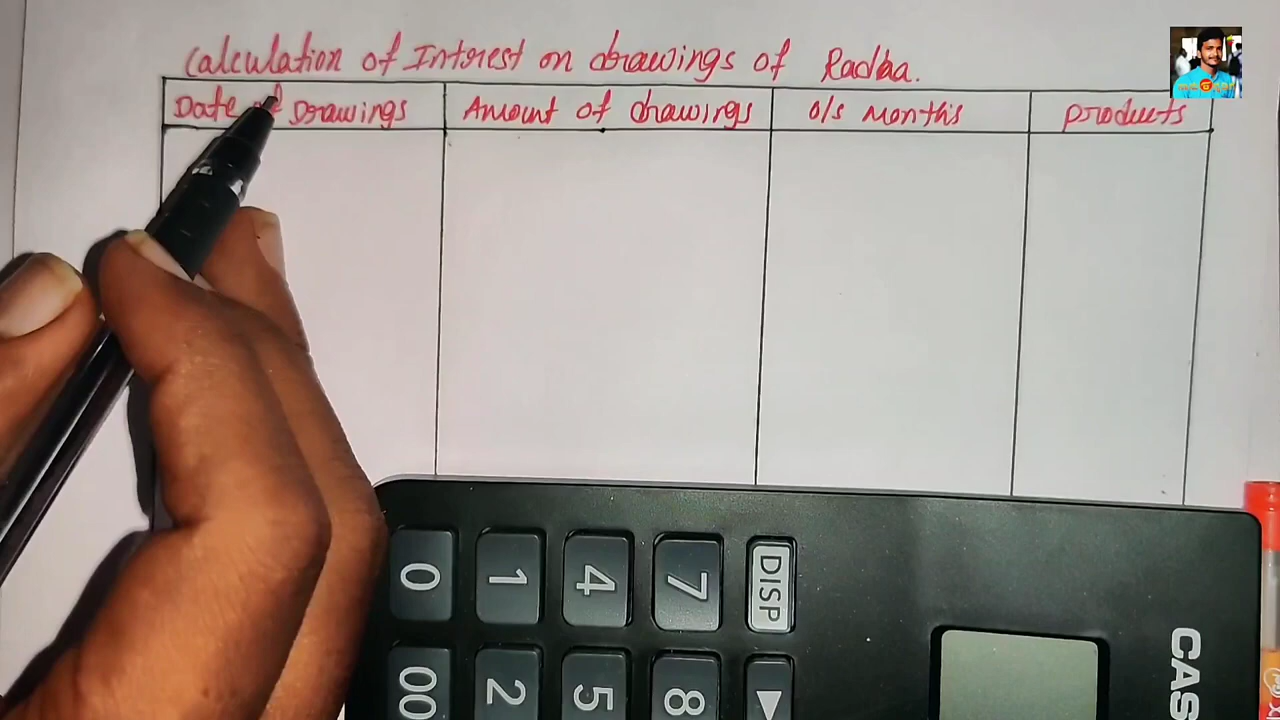 Calculation of Interest on drawings of Radha.
Date of Drawings
Amount of drawings
O/s Months
products
0
1
4
7
DISP
00
2
5
8
CAS